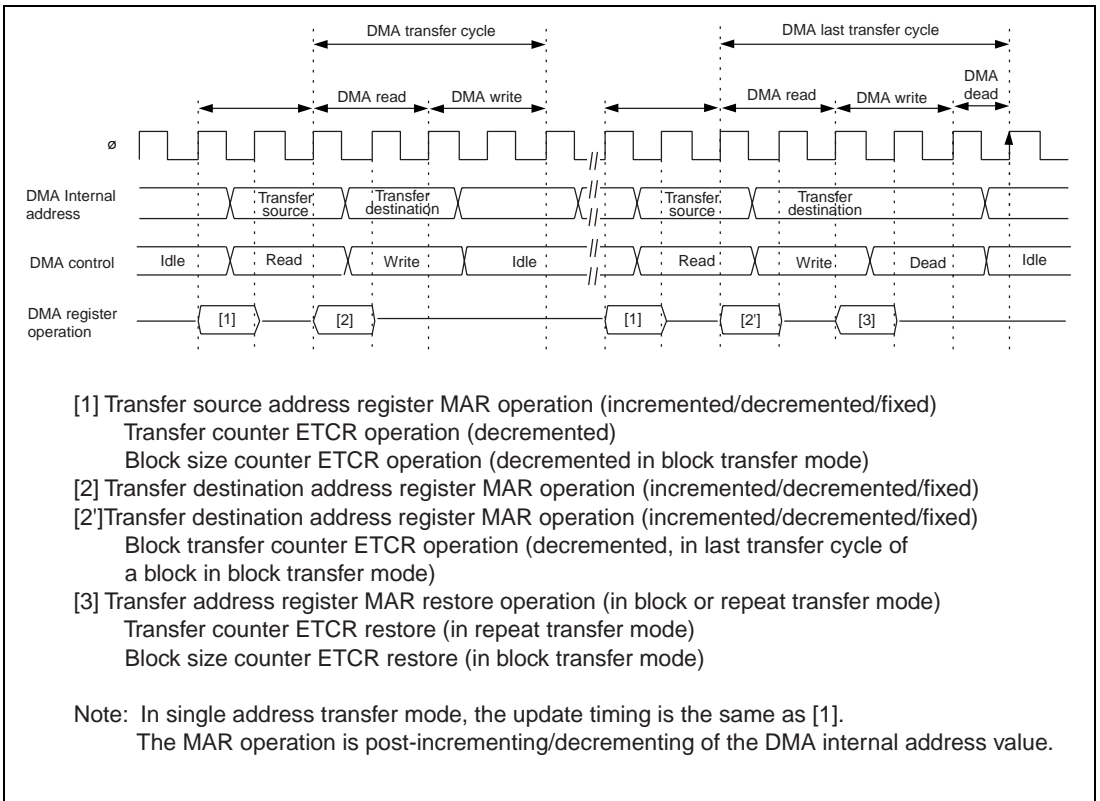 DMA transfer cycle
DMA last transfer cycle
DMA read
DMA write
DMA read
DMA write
DMA
dead
ø
DMA Internal
address
Transfer
source
Transfer
destination
Transfer
source
Transfer
destination
DMA control
Idle
Read
Write
Idle
Read
Write
Dead
Idle
DMA register
operation
[1]
[2]
[1]
[2']
[3]
[1] Transfer source address register MAR operation (incremented/decremented/fixed)
Transfer counter ETCR operation (decremented)
Block size counter ETCR operation (decremented in block transfer mode)
[2] Transfer destination address register MAR operation (incremented/decremented/fixed)
[2']Transfer destination address register MAR operation (incremented/decremented/fixed)
Block transfer counter ETCR operation (decremented, in last transfer cycle of
a block in block transfer mode)
[3] Transfer address register MAR restore operation (in block or repeat transfer mode)
Transfer counter ETCR restore (in repeat transfer mode)
Block size counter ETCR restore (in block transfer mode)
Note: In single address transfer mode, the update timing is the same as [1].
The MAR operation is post-incrementing/decrementing of the DMA internal address value.